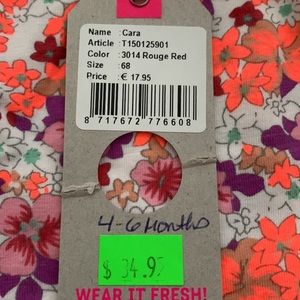 Name : Cara
Article : T150125901
Color : 3014 Rouge Red
Size : 68
Price : € 17.95
8 717672 776608
4-6 Months
$ 34.95
WEAR IT FRESH!